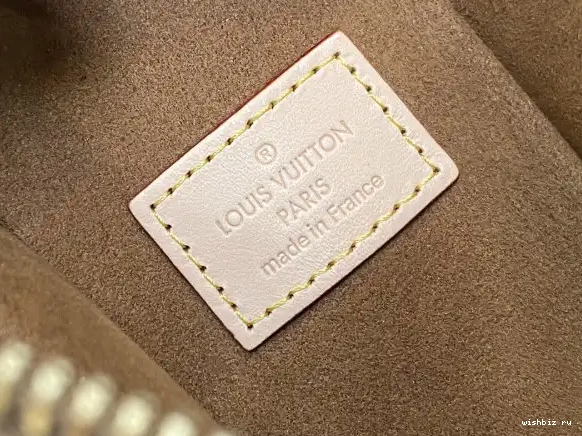 ®
LOUIS VUITTON
PARIS
made in France
wishbiz ru